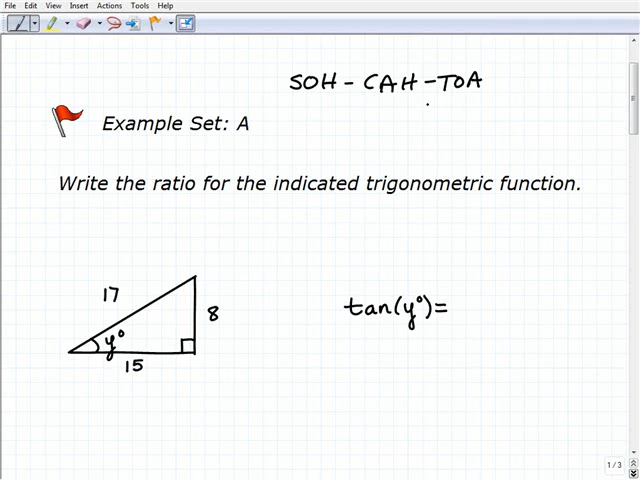 File Edit View Insert Actions Tools Help
SOH - CAH - TOA
Example Set: A
Write the ratio for the indicated trigonometric function.
17
8
y°
15
tan(y°)=
1 / 3